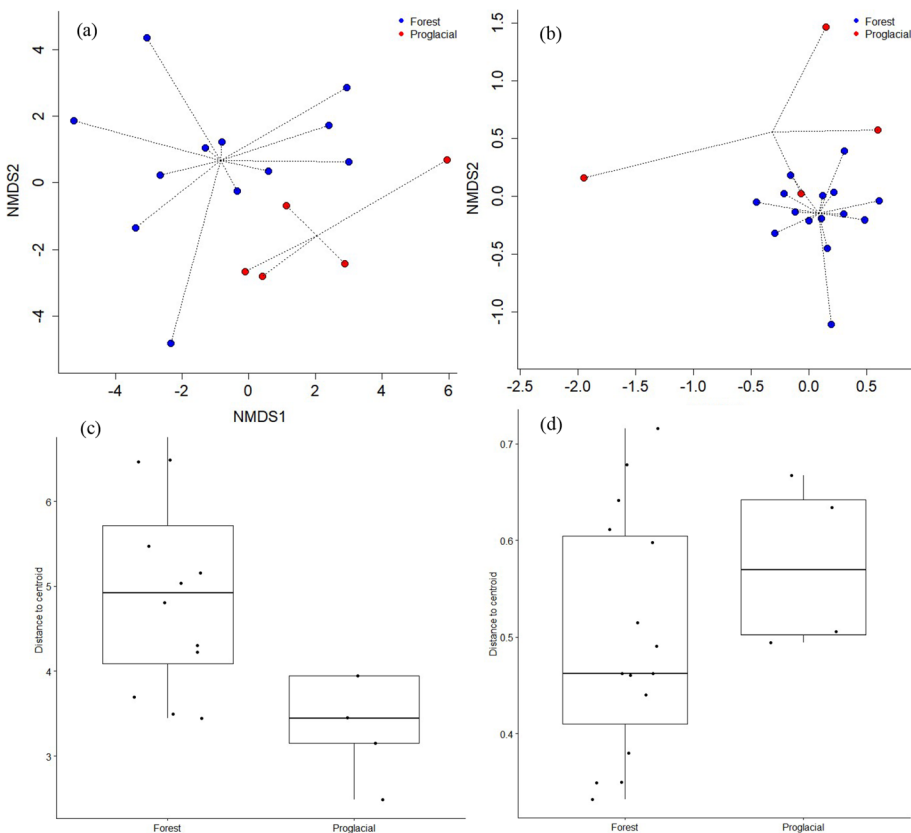 (a)
Forest
Proglacial
4
2
0
-2
-4
NMDS2
-4
-2
0
2
4
6
NMDS1
(b)
Forest
Proglacial
1.5
1.0
0.5
0.0
-0.5
-1.0
NMDS2
-2.5
-2.0
-1.5
-1.0
-0.5
0.0
0.5
(c)
6
5
4
3
Distance to centroid
Forest
Proglacial
(d)
0.7
0.6
0.5
0.4
Distance to centroid
Forest
Proglacial